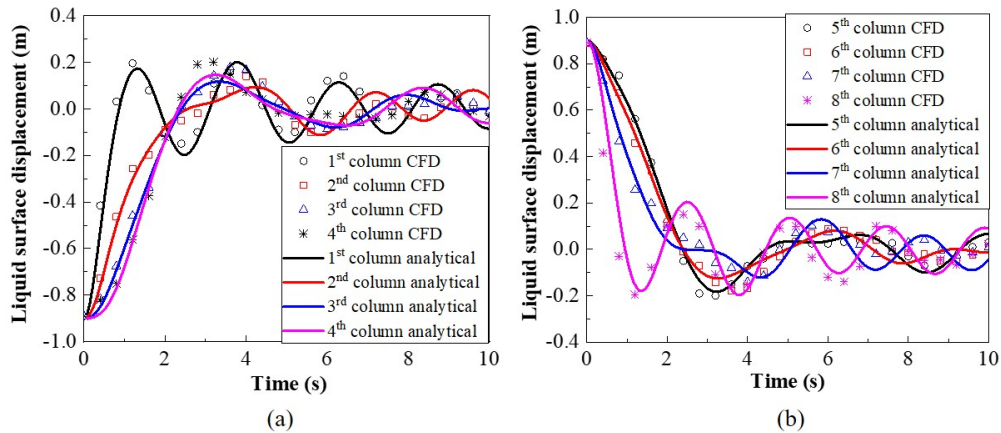 (a)
Liquid surface displacement (m)
0.4
0.2
0.0
-0.2
-0.4
-0.6
-0.8
-1.0
1st column CFD
2nd column CFD
3rd column CFD
4th column CFD
1st column analytical
2nd column analytical
3rd column analytical
4th column analytical
0 2 4 6 8 10
Time (s)
(a)
(b)
Liquid surface displacement (m)
1.0
0.8
0.6
0.4
0.2
0.0
-0.2
0.4
5th column CFD
6th column CFD
7th column CFD
8th column CFD
5th column analytical
6th column analytical
7th column analytical
8th column analytical
0 2 4 6 8 10
Time (s)
(b)